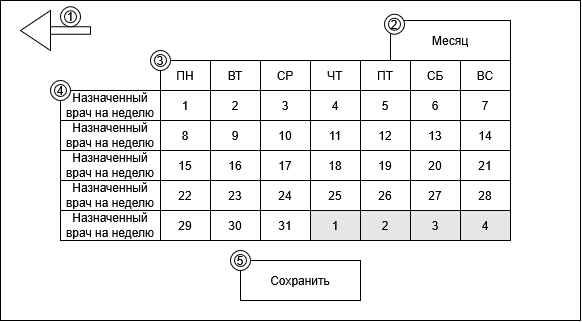 ①
② Месяц
③ ПН ВТ СР ЧТ ПТ СБ ВС
④ Назначенный
врач на неделю 1 2 3 4 5 6 7
Назначенный
врач на неделю 8 9 10 11 12 13 14
Назначенный
врач на неделю 15 16 17 18 19 20 21
Назначенный
врач на неделю 22 23 24 25 26 27 28
Назначенный
врач на неделю 29 30 31 1 2 3 4
⑤ Сохранить